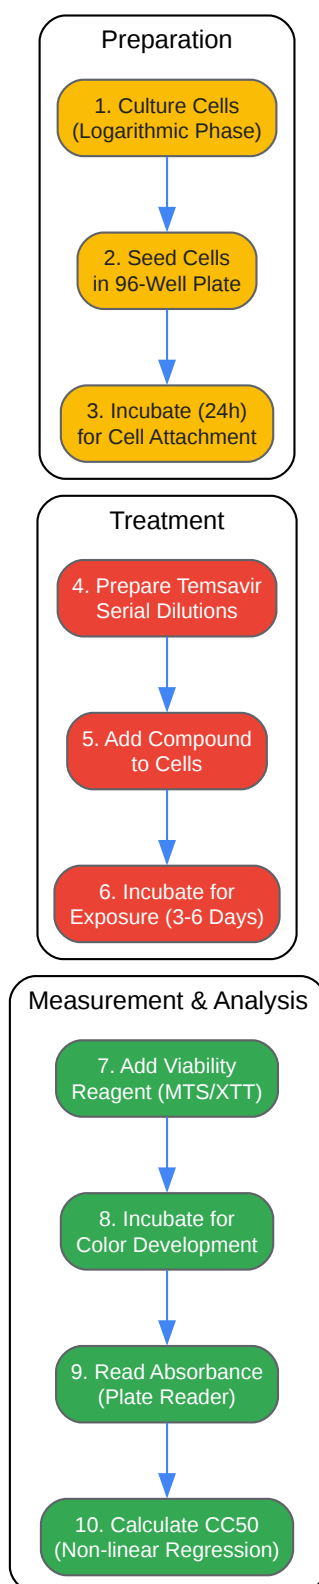 Preparation
1. Culture Cells
(Logarithmic Phase)
2. Seed Cells
in 96-Well Plate
3. Incubate (24h)
for Cell Attachment
Treatment
4. Prepare Temsavir
Serial Dilutions
5. Add Compound
to Cells
6. Incubate for
Exposure (3-6 Days)
Measurement & Analysis
7. Add Viability
Reagent (MTS/XTT)
8. Incubate for
Color Development
9. Read Absorbance
(Plate Reader)
10. Calculate CC50
(Non-linear Regression)